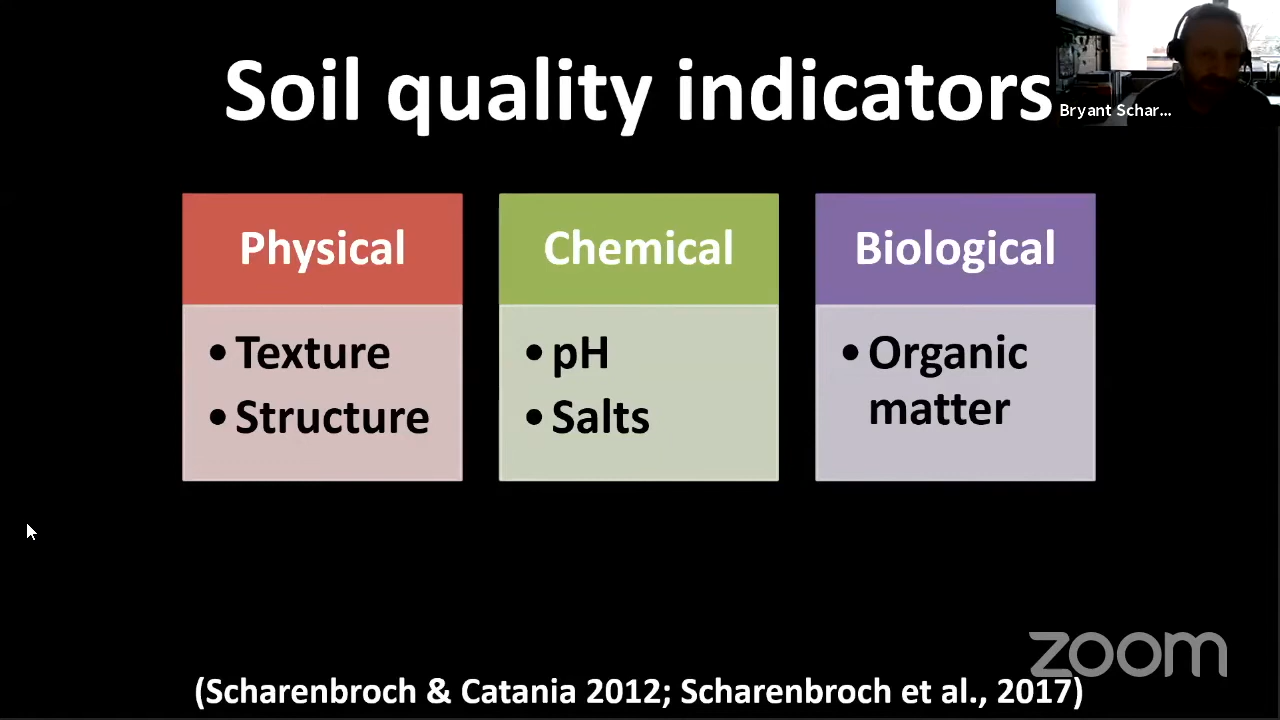 Soil quality indicators
Bryant Schar...
Physical
• Texture
• Structure
Chemical
• pH
• Salts
Biological
• Organic
matter
zoom
(Scharenbroch & Catania 2012; Scharenbroch et al., 2017)